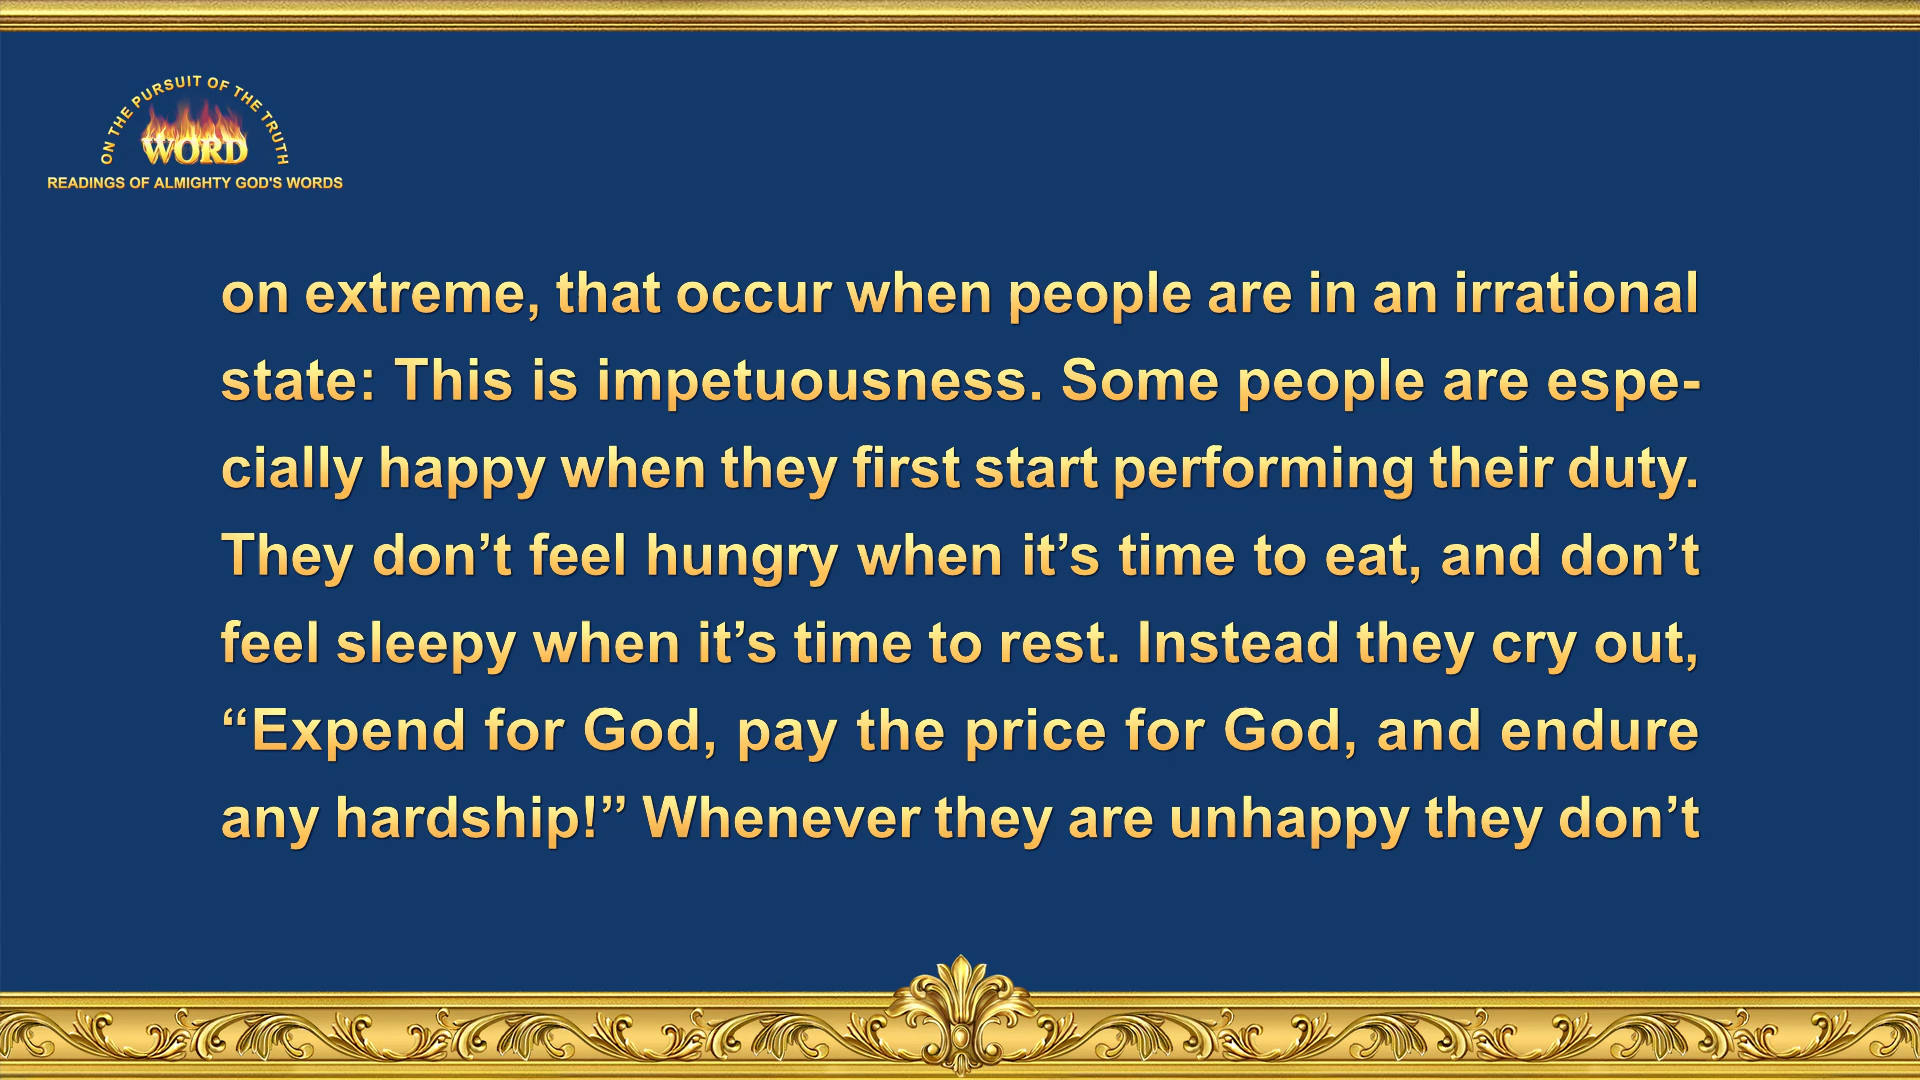 ON THE PURSUIT OF THE TRUTH
WORD
READINGS OF ALMIGHTY GOD'S WORDS
on extreme, that occur when people are in an irrational
state: This is impetuousness. Some people are espe-
cially happy when they first start performing their duty.
They don’t feel hungry when it’s time to eat, and don’t
feel sleepy when it’s time to rest. Instead they cry out,
“Expend for God, pay the price for God, and endure
any hardship!” Whenever they are unhappy they don’t